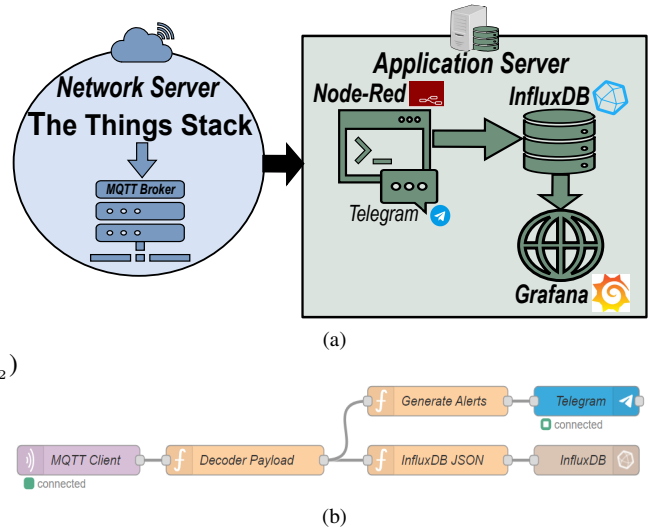 Network Server
The Things Stack
MQTT Broker
Application Server
Node-Red
InfluxDB
Telegram
Grafana
(a)
2)
Generate Alerts
Telegram
connected
MQTT Client
Decoder Payload
InfluxDB JSON
InfluxDB
connected
(b)